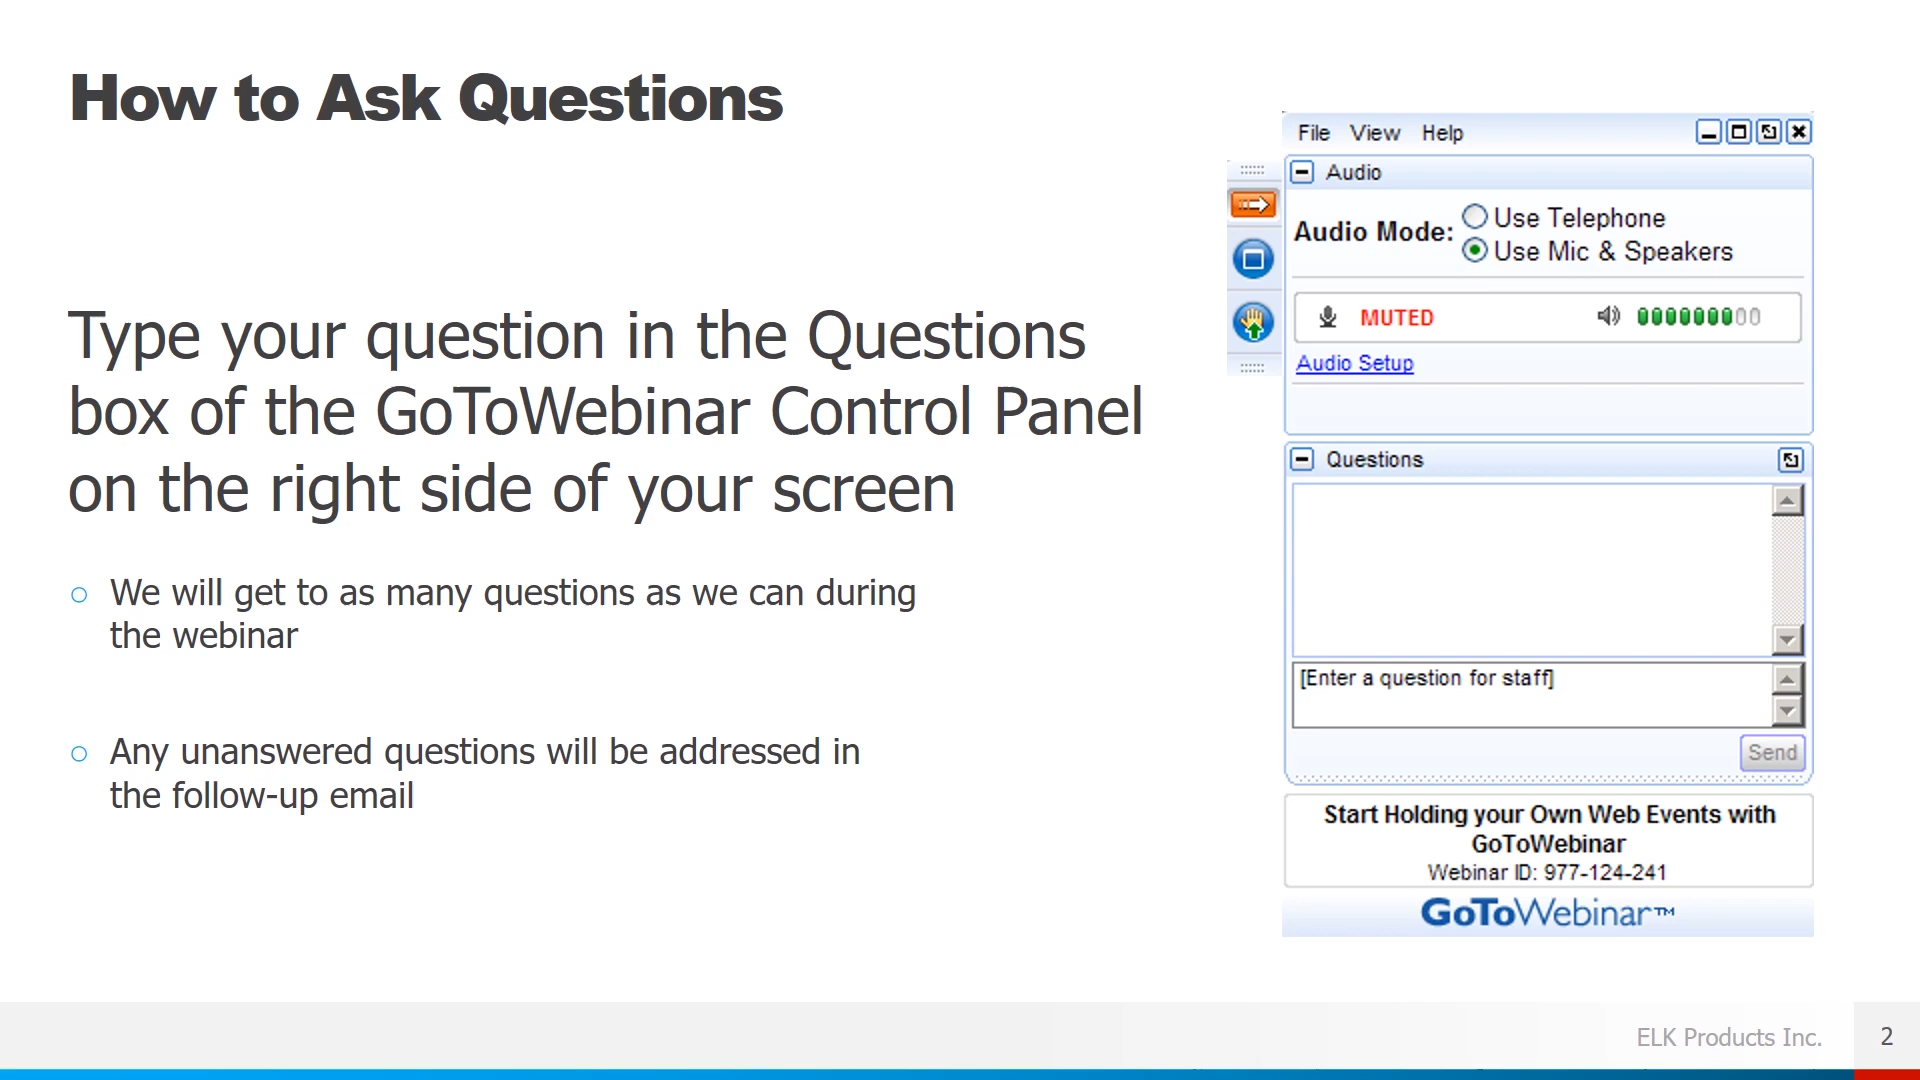 How to Ask Questions
Type your question in the Questions
box of the GoToWebinar Control Panel
on the right side of your screen
○ We will get to as many questions as we can during
the webinar
○ Any unanswered questions will be addressed in
the follow-up email
File View Help
Audio
Audio Mode:
Use Telephone
Use Mic & Speakers
MUTED
Audio Setup
Questions
[Enter a question for staff]
Send
Start Holding your Own Web Events with
GoToWebinar
Webinar ID: 977-124-241
GoToWebinar™
ELK Products Inc.
2